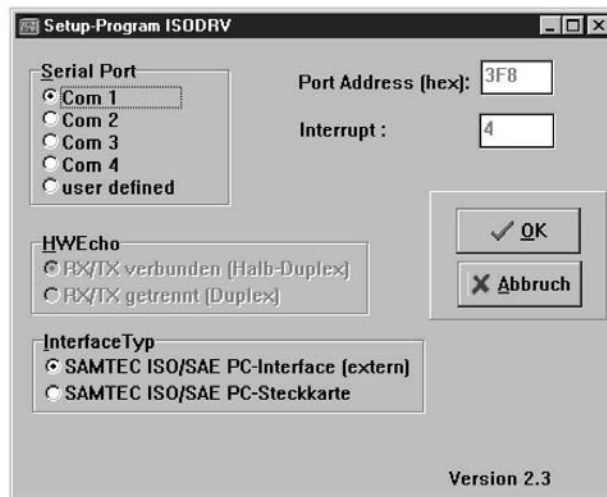 Setup-Program ISODRV
Serial Port
Com 1
Com 2
Com 3
Com 4
user defined
Port Address (hex): 3F8
Interrupt : 4
HWEcho
RX/TX verbunden (Halb-Duplex)
RX/TX getrennt (Duplex)
OK
Abbruch
InterfaceTyp
SAMTEC ISO/SAE PC-Interface (extern)
SAMTEC ISO/SAE PC-Steckkarte
Version 2.3